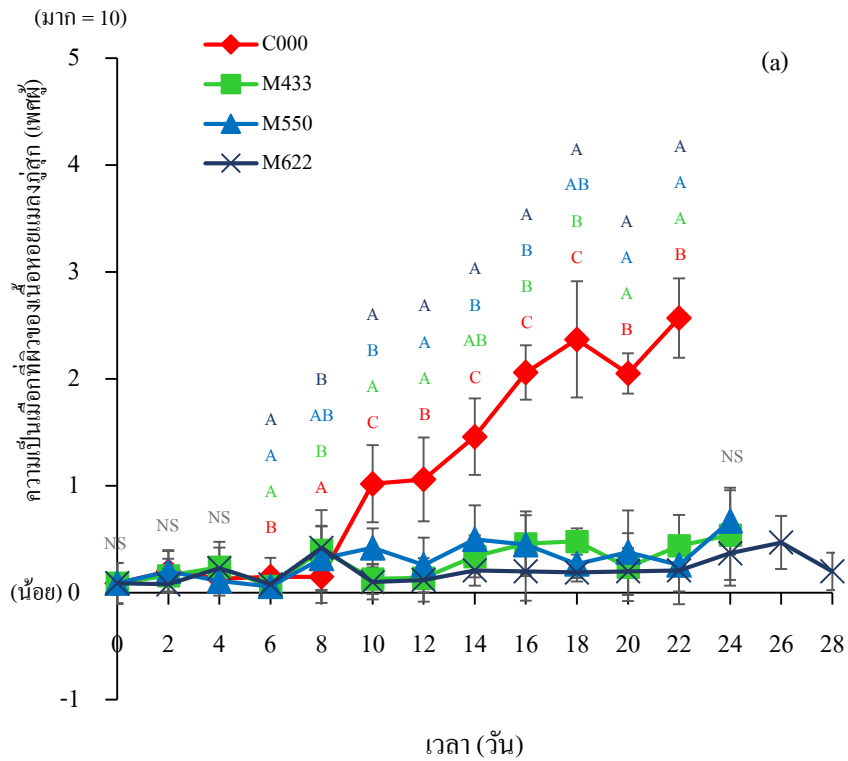 (มาก = 10)
5
4
3
2
1
(น้อย) 0
-1
ความเป็นเมือกที่ผิวของเนื้อหอยแมลงภู่สุก (เพศผู้)
C000
M433
M550
M622
(a)
NS NS NS
A A A B
B AB B A
A B A C
A A A B
A B AB C
A B B C
A AB B C
A A A B
A A A B
NS
0 2 4 6 8 10 12 14 16 18 20 22 24 26 28
เวลา (วัน)